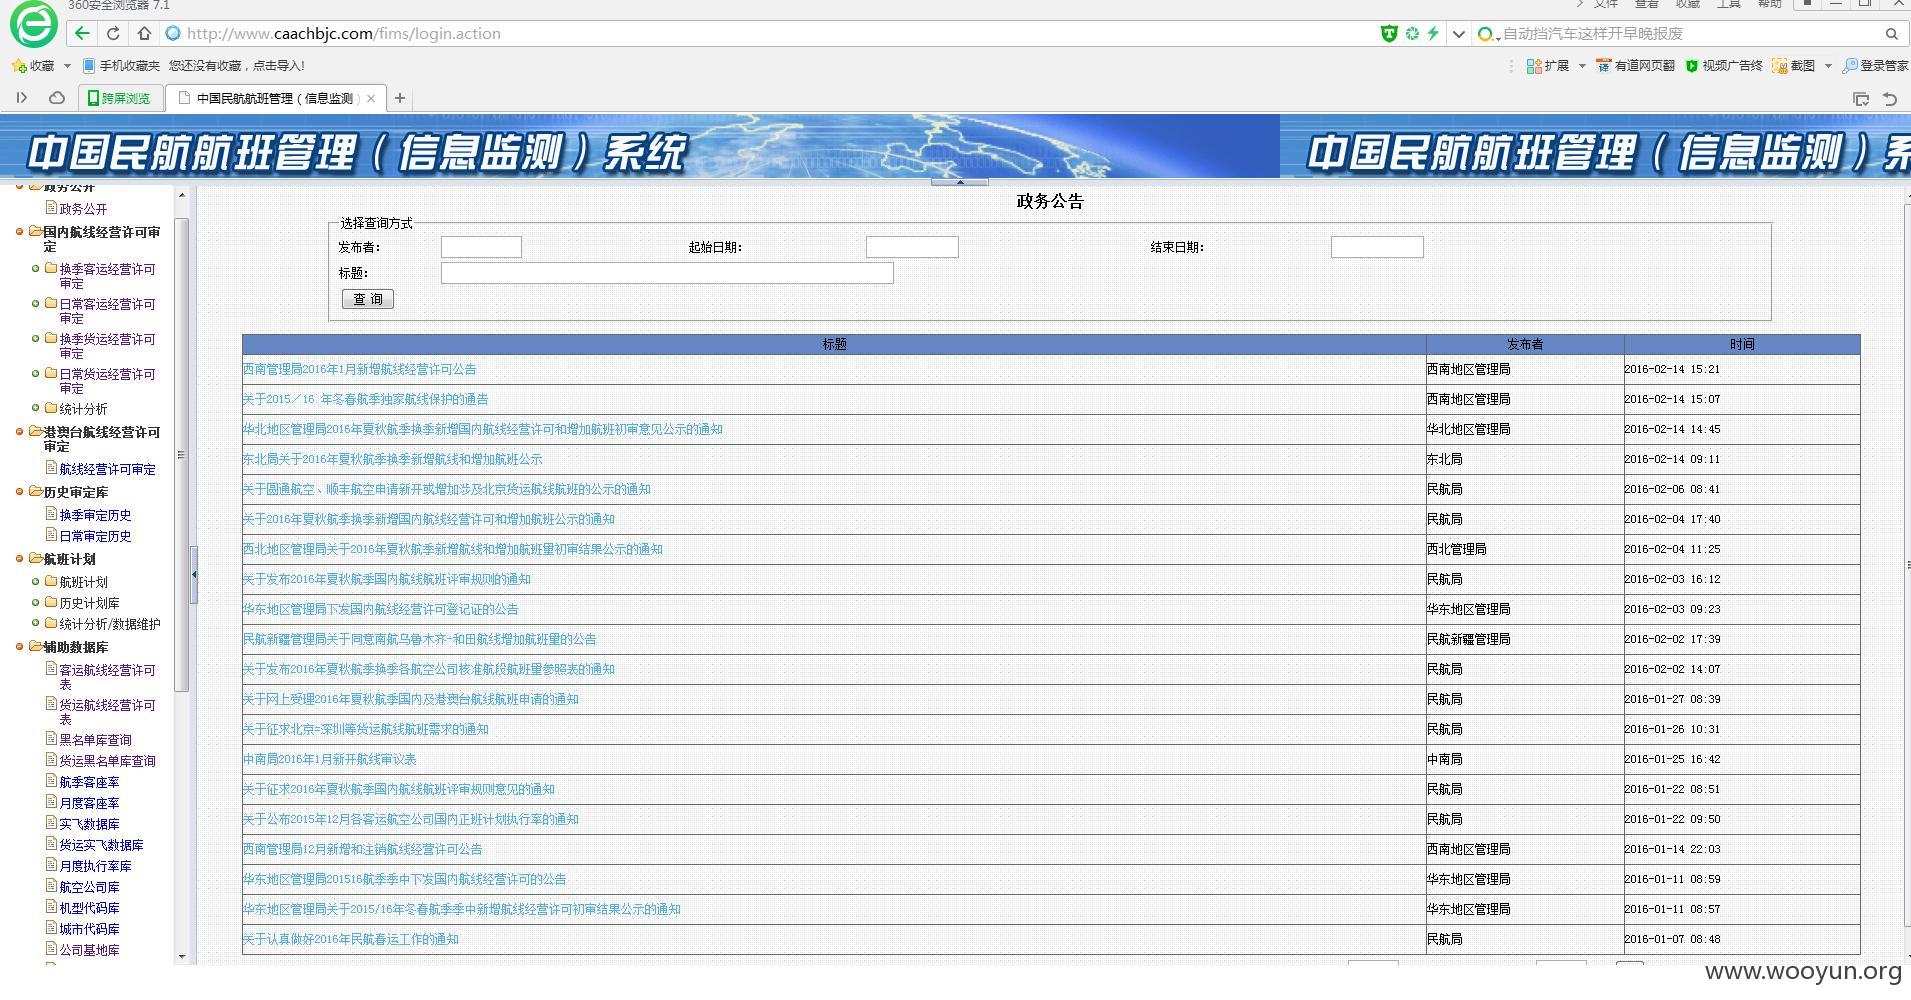 360安全浏览器 7.1
文件 查看 收藏 工具 帮助
http://www.caachbjc.com/fims/login.action
自动挡汽车这样开早晚报废
收藏 手机收藏夹 您还没有收藏，点击导入!
扩展 有道网页翻 视频广告终 截图 登录管家
跨屏浏览 中国民航航班管理（信息监测
中国民航航班管理（信息监测）系统 中国民航航班管理（信息监测）系
政务公开
政务公开
国内航线经营许可审
定
换季客运经营许可
审定
日常客运经营许可
审定
换季货运经营许可
审定
日常货运经营许可
审定
统计分析
港澳台航线经营许可
审定
航线经营许可审定
历史审定库
换季审定历史
日常审定历史
航班计划
航班计划
历史计划库
统计分析/数据维护
辅助数据库
客运航线经营许可
表
货运航线经营许可
表
黑名单库查询
货运黑名单库查询
航季客座率
月度客座率
实飞数据库
货运实飞数据库
月度执行率库
航空公司库
机型代码库
城市代码库
公司基地库
政务公告
选择查询方式
发布者: 起始日期: 结束日期:
标题:
查 询
标题 发布者 时间
西南管理局2016年1月新增航线经营许可公告 西南地区管理局 2016-02-14 15:21
关于2015／16 年冬春航季独家航线保护的通告 西南地区管理局 2016-02-14 15:07
华北地区管理局2016年夏秋航季换季新增国内航线经营许可和增加航班初审意见公示的通知 华北地区管理局 2016-02-14 14:45
东北局关于2016年夏秋航季换季新增航线和增加航班公示 东北局 2016-02-14 09:11
关于圆通航空、顺丰航空申请新开或增加涉及北京货运航线航班的公示的通知 民航局 2016-02-06 08:41
关于2016年夏秋航季换季新增国内航线经营许可和增加航班公示的通知 民航局 2016-02-04 17:40
西北地区管理局关于2016年夏秋航季新增航线和增加航班量初审结果公示的通知 西北管理局 2016-02-04 11:25
关于发布2016年夏秋航季国内航线航班评审规则的通知 民航局 2016-02-03 16:12
华东地区管理局下发国内航线经营许可登记证的公告 华东地区管理局 2016-02-03 09:23
民航新疆管理局关于同意南航乌鲁木齐-和田航线增加航班量的公告 民航新疆管理局 2016-02-02 17:39
关于发布2016年夏秋航季换季各航空公司核准航段航班量参照表的通知 民航局 2016-02-02 14:07
关于网上受理2016年夏秋航季国内及港澳台航线航班申请的通知 民航局 2016-01-27 08:39
关于征求北京=深圳等货运航线航班需求的通知 民航局 2016-01-26 10:31
中南局2016年1月新开航线审议表 中南局 2016-01-25 16:42
关于征求2016年夏秋航季国内航线航班评审规则意见的通知 民航局 2016-01-22 08:51
关于公布2015年12月各客运航空公司国内正班计划执行率的通知 民航局 2016-01-22 09:50
西南管理局12月新增和注销航线经营许可公告 西南地区管理局 2016-01-14 22:03
华东地区管理局201516航季季中下发国内航线经营许可的公告 华东地区管理局 2016-01-11 08:59
华东地区管理局关于2015/16年冬春航季季中新增航线经营许可初审结果公示的通知 华东地区管理局 2016-01-11 08:57
关于认真做好2016年民航春运工作的通知 民航局 2016-01-07 08:48
www.wooyun.org